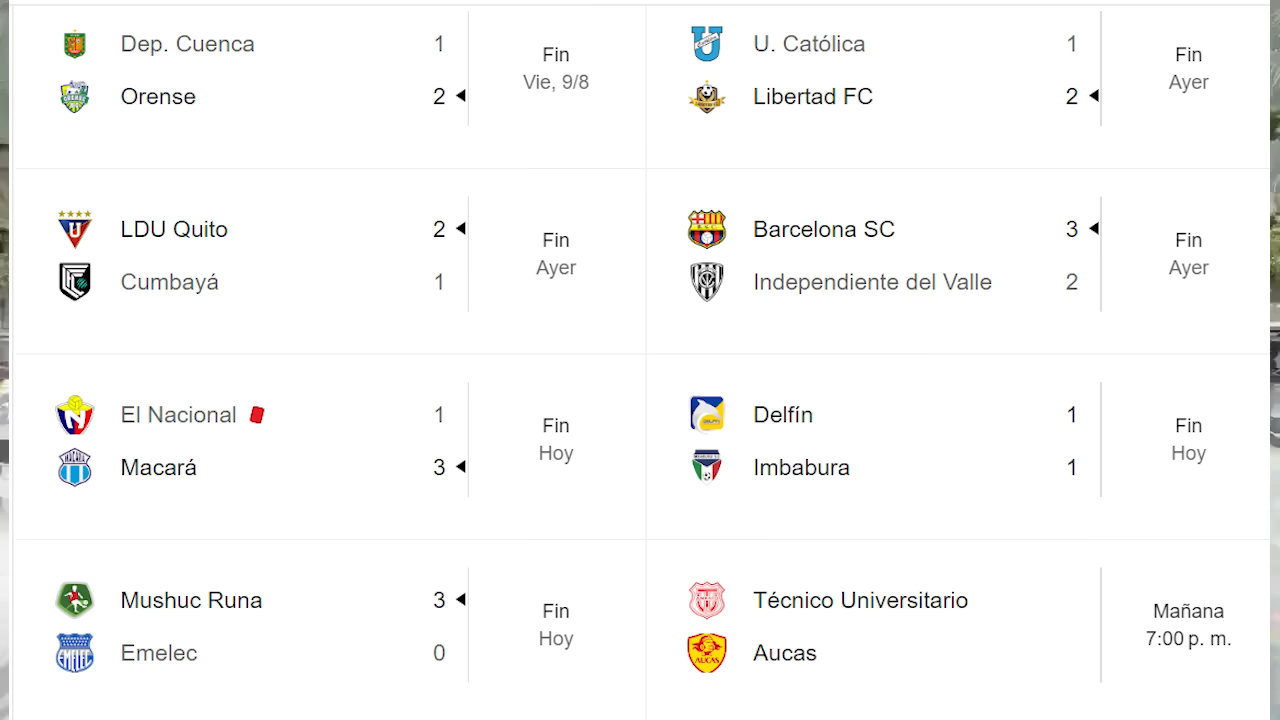 Dep. Cuenca 1
Orense 2
Fin
Vie, 9/8
U. Católica 1
Libertad FC 2
Fin
Ayer
LDU Quito 2
Cumbayá 1
Fin
Ayer
Barcelona SC 3
Independiente del Valle 2
Fin
Ayer
El Nacional 1
Macará 3
Fin
Hoy
Delfín 1
Imbabura 1
Fin
Hoy
Mushuc Runa 3
Emelec 0
EMELEC
Fin
Hoy
Técnico Universitario
Aucas
AUCAS
Mañana
7:00 p. m.